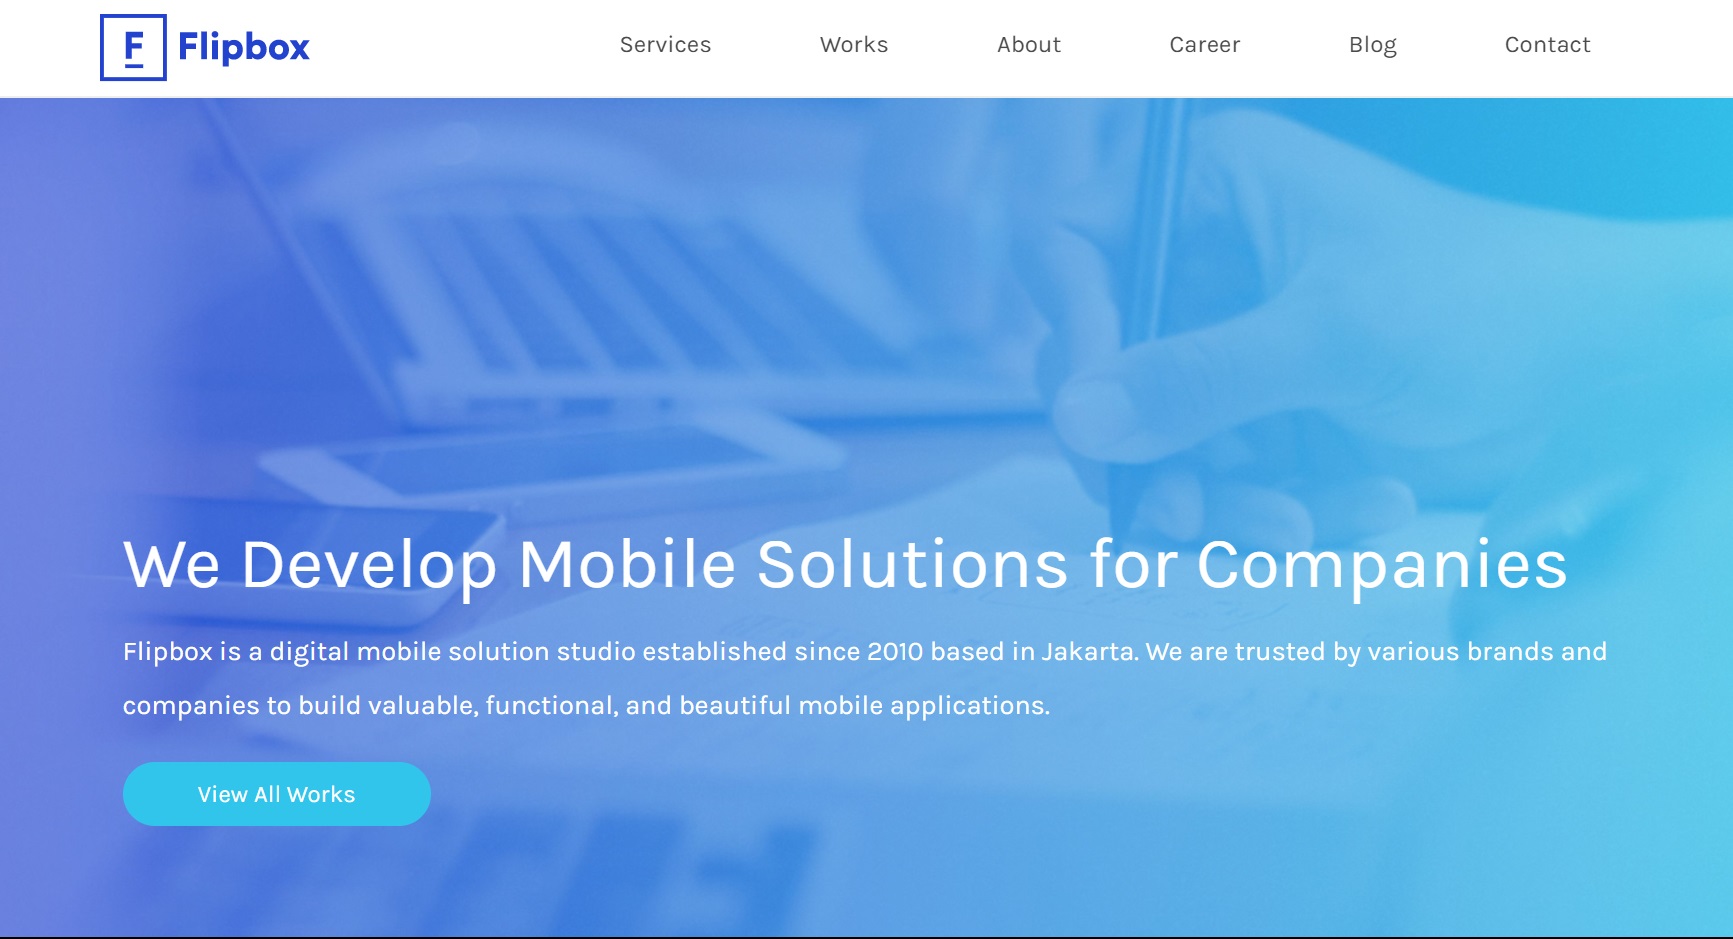 F Flipbox
Services Works About Career Blog Contact
We Develop Mobile Solutions for Companies
Flipbox is a digital mobile solution studio established since 2010 based in Jakarta. We are trusted by various brands and
companies to build valuable, functional, and beautiful mobile applications.
View All Works